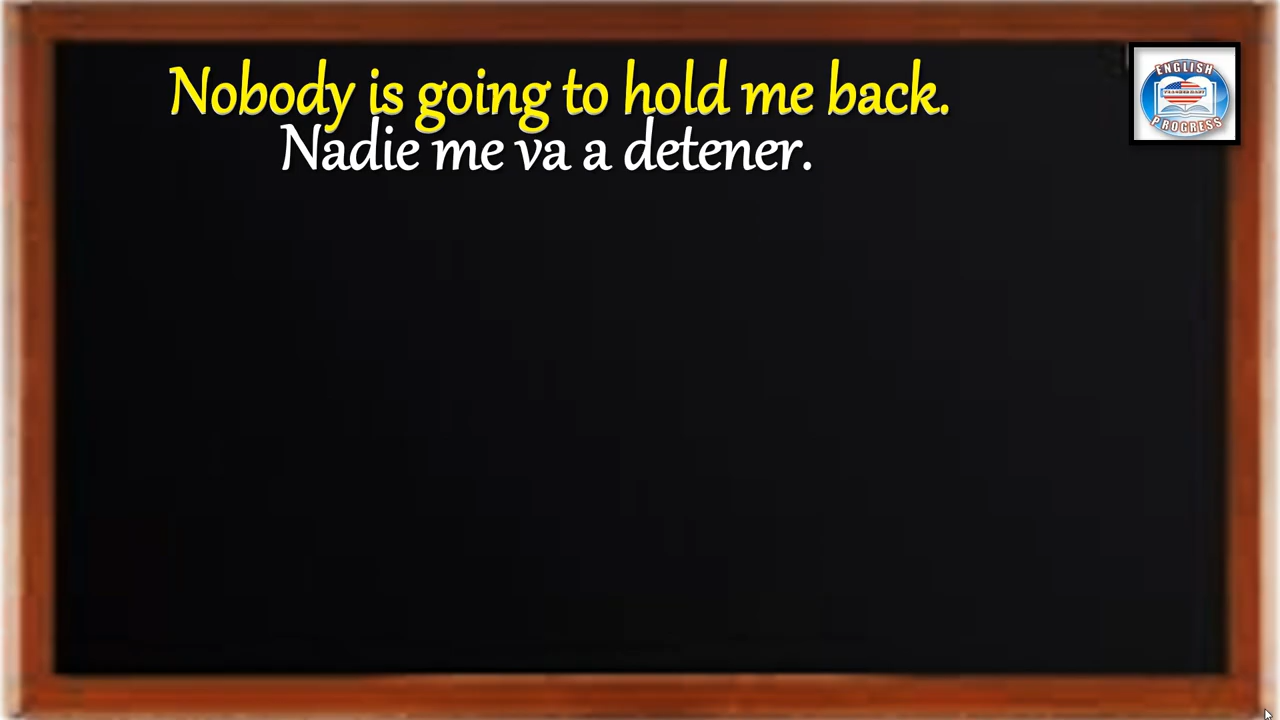 Nobody is going to hold me back.
Nadie me va a detener.
ENGLISH
PROGRESS